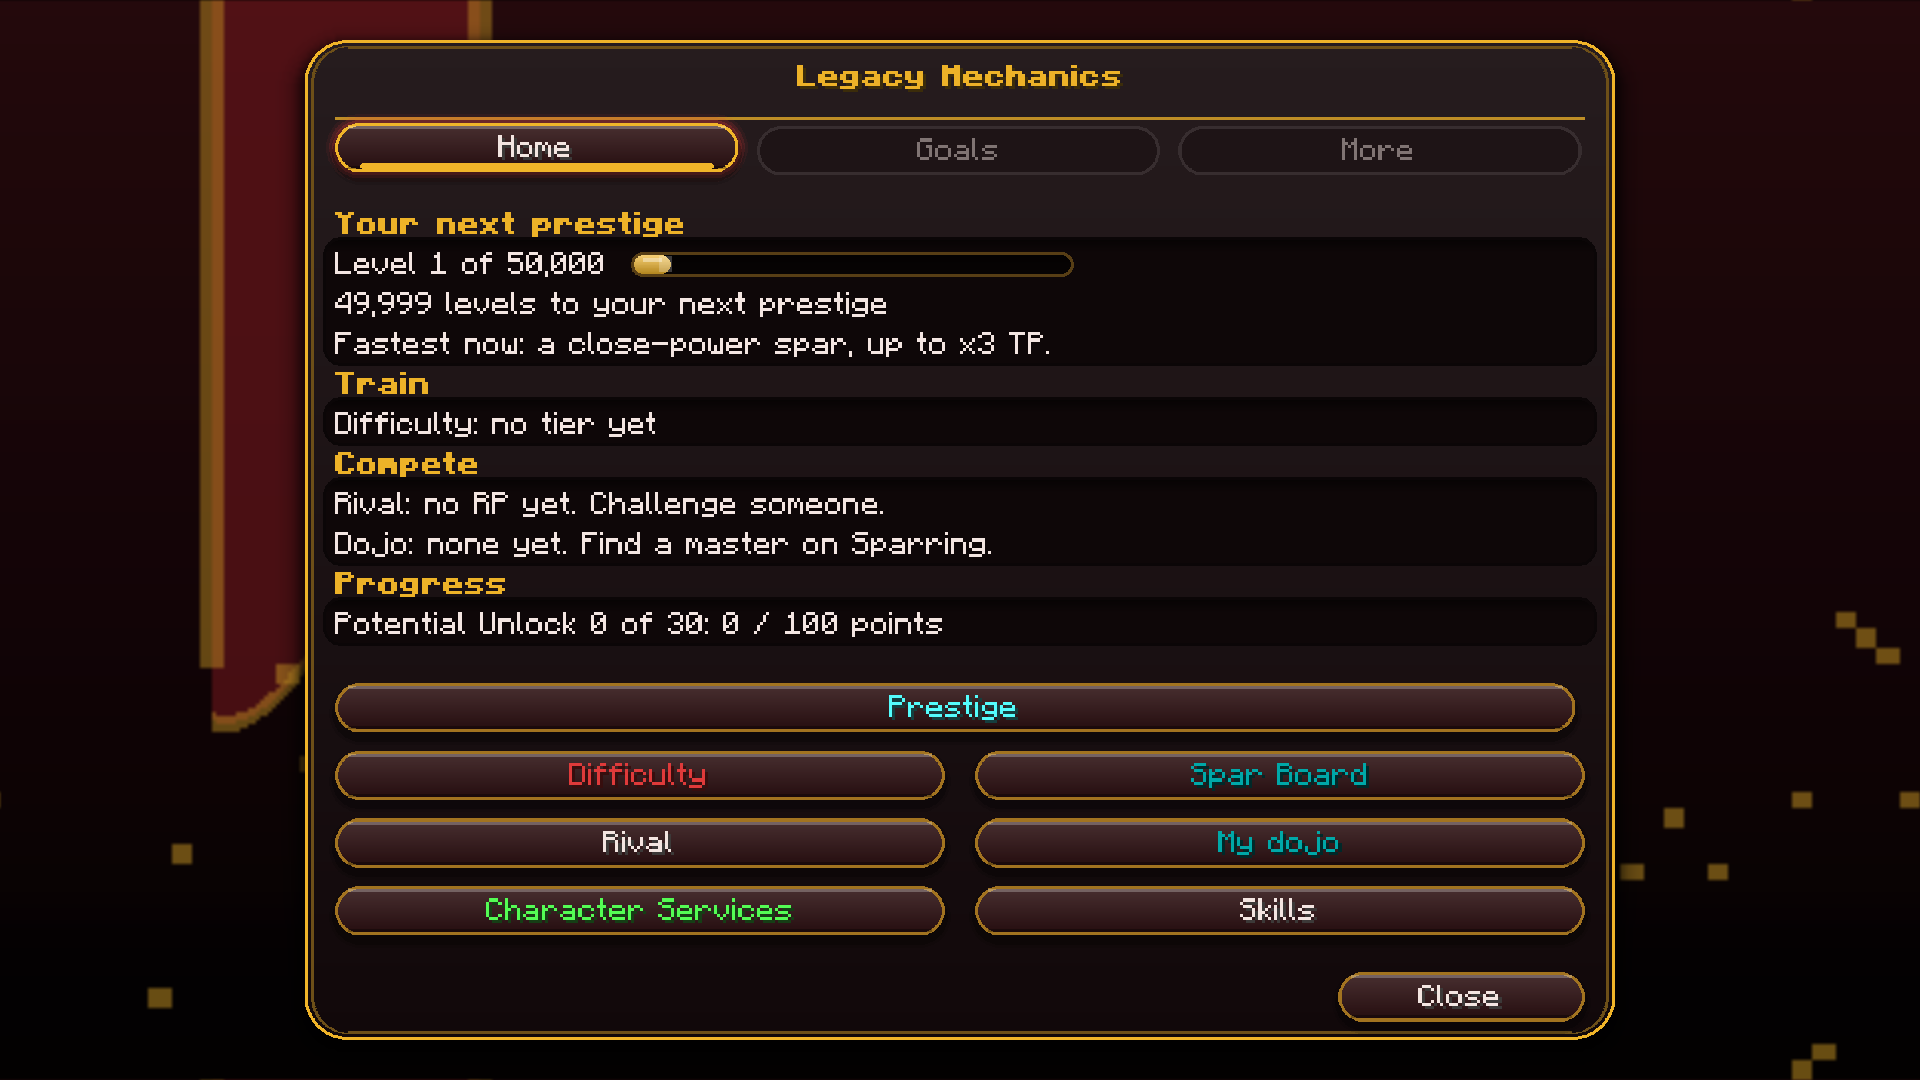 Legacy Mechanics
Home
Goals
More
Your next prestige
Level 1 of 50,000
49,999 levels to your next prestige
Fastest now: a close-power spar, up to x3 TP.
Train
Difficulty: no tier yet
Compete
Rival: no RP yet. Challenge someone.
Dojo: none yet. Find a master on Sparring.
Progress
Potential Unlock 0 of 30: 0 / 100 points
Prestige
Difficulty
Spar Board
Rival
My dojo
Character Services
Skills
Close